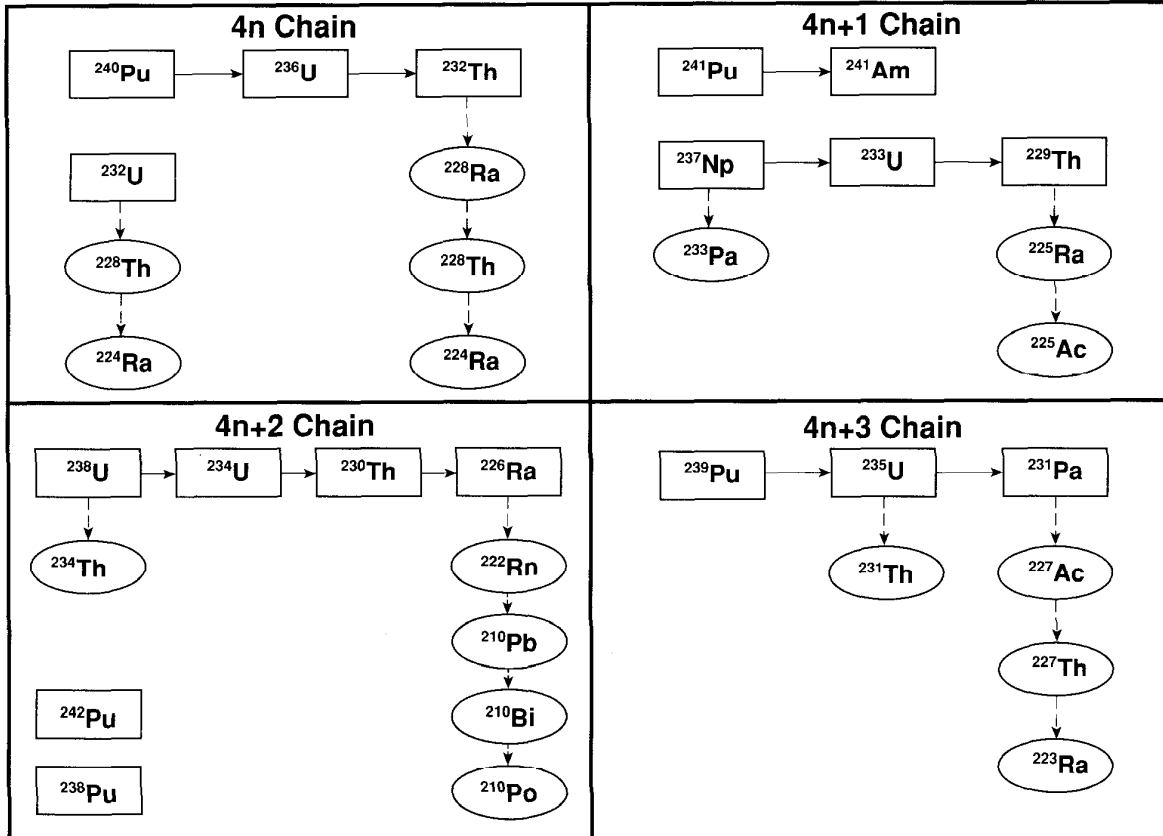 4n Chain
²⁴⁰Pu
²³⁶U
²³²Th
²³²U
²²⁸Ra
²²⁸Th
²²⁸Th
²²⁴Ra
²²⁴Ra
4n+1 Chain
²⁴¹Pu
²⁴¹Am
²³⁷Np
²³³U
²²⁹Th
²³³Pa
²²⁵Ra
²²⁵Ac
4n+2 Chain
²³⁸U
²³⁴U
²³⁰Th
²²⁶Ra
²³⁴Th
²²²Rn
²¹⁰Pb
²⁴²Pu
²¹⁰Bi
²³⁸Pu
²¹⁰Po
4n+3 Chain
²³⁹Pu
²³⁵U
²³¹Pa
²³¹Th
²²⁷Ac
²²⁷Th
²²³Ra